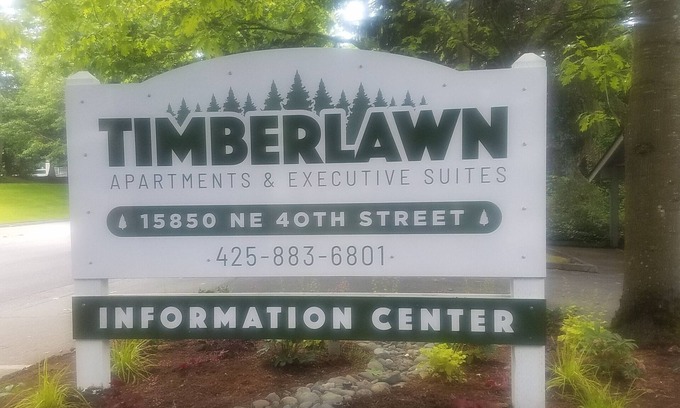 TIMBERLAWN
APARTMENTS & EXECUTIVE SUITES
15850 NE 40TH STREET
·425-883-6801·
INFORMATION CENTER